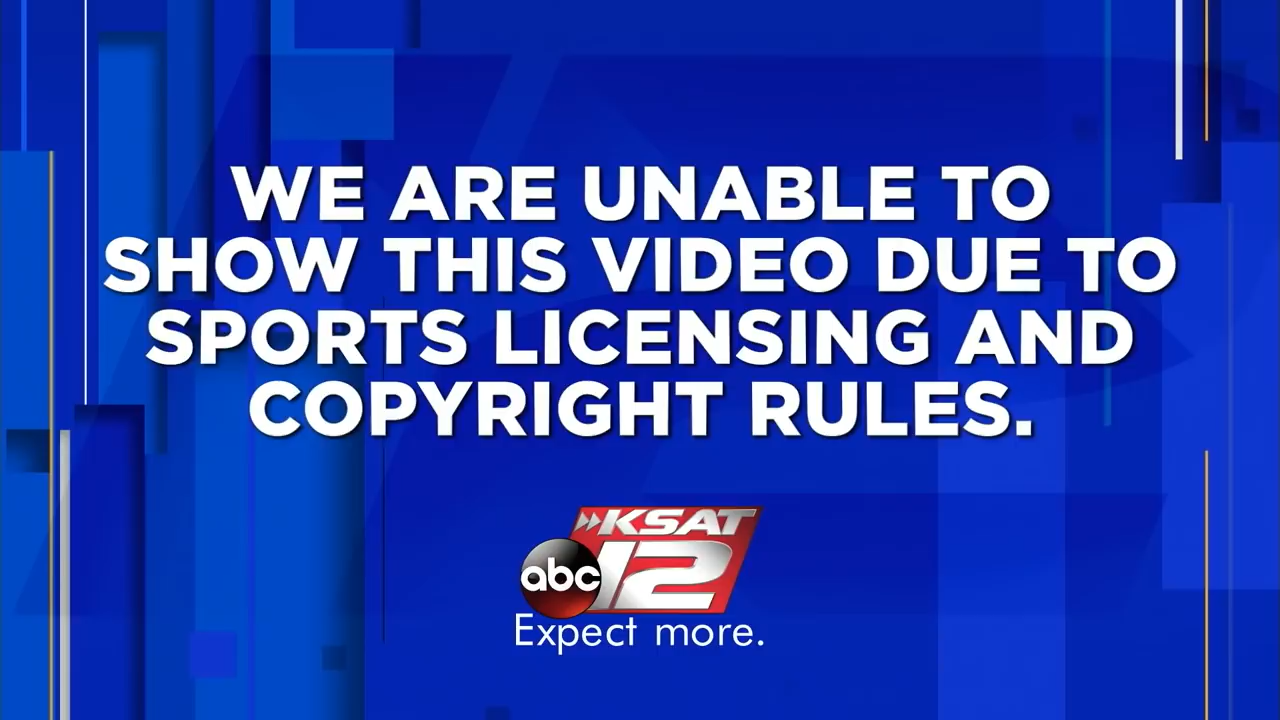 WE ARE UNABLE TO
SHOW THIS VIDEO DUE TO
SPORTS LICENSING AND
COPYRIGHT RULES.
KSAT
abc 12
Expect more.